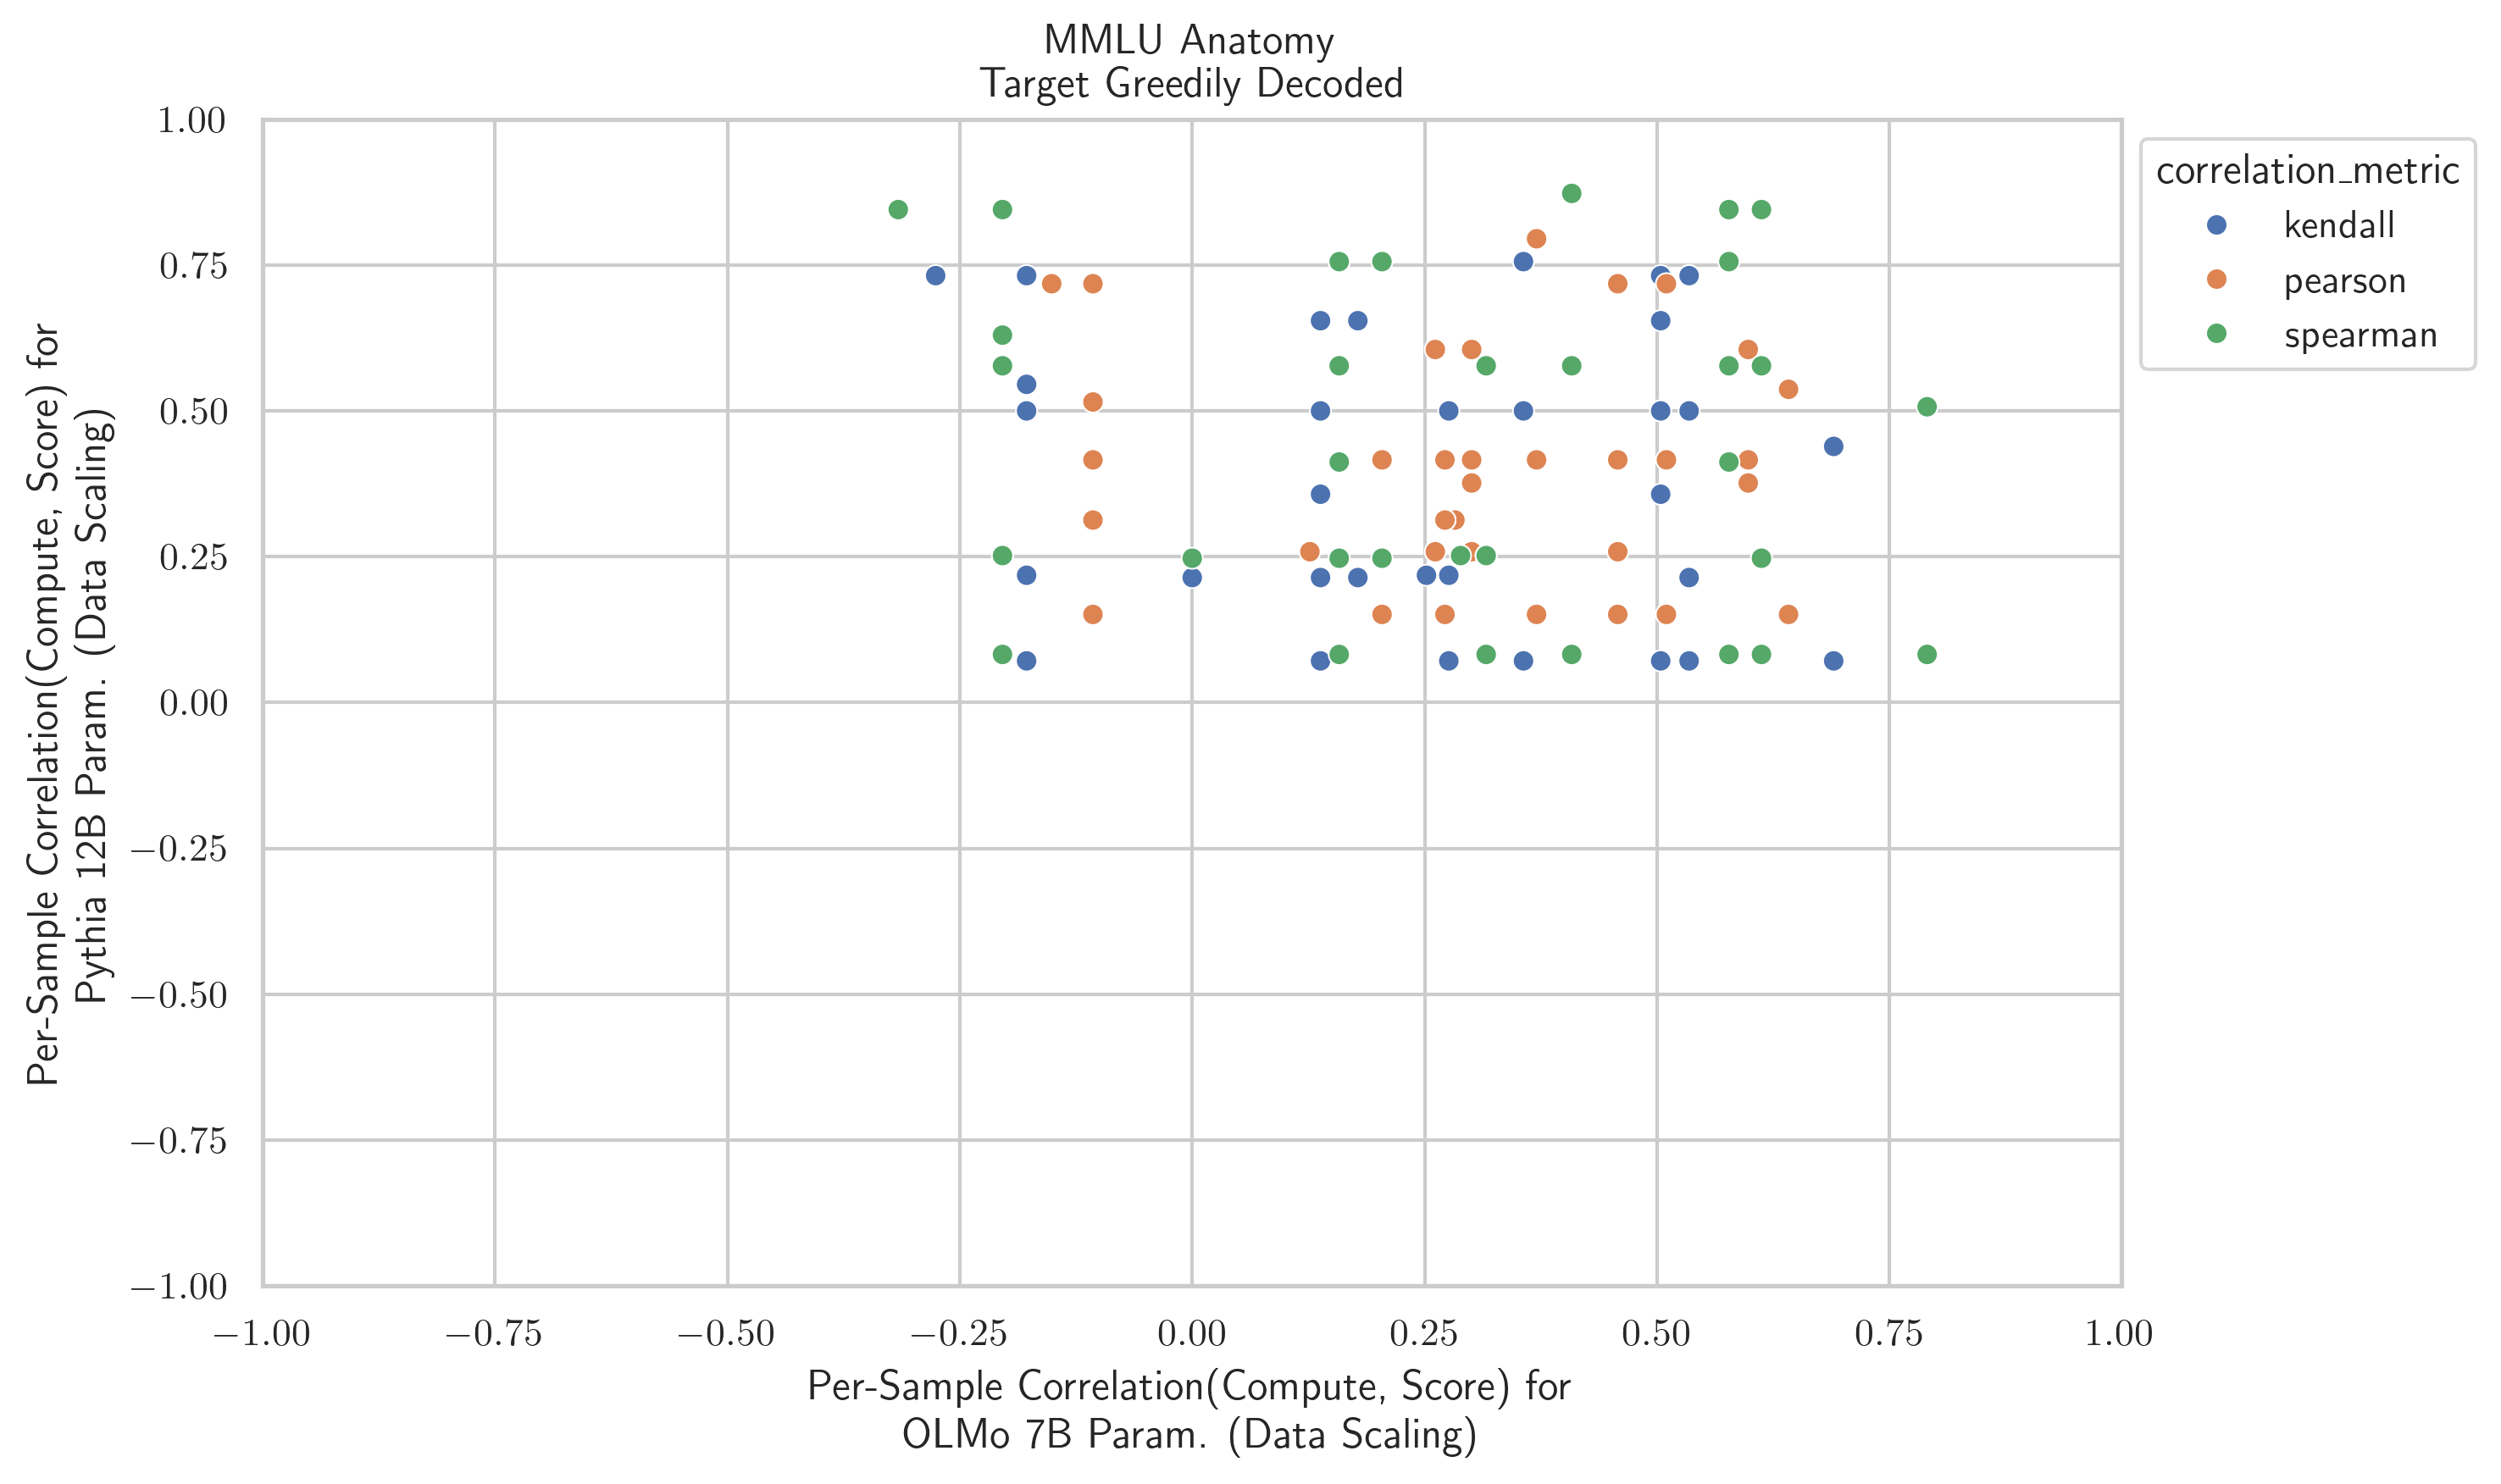 MMLU Anatomy
Target Greedily Decoded
1.00
0.75
0.50
0.25
0.00
−0.25
−0.50
−0.75
−1.00
Per-Sample Correlation(Compute, Score) for
Pythia 12B Param. (Data Scaling)
−1.00 −0.75 −0.50 −0.25 0.00 0.25 0.50 0.75 1.00
Per-Sample Correlation(Compute, Score) for
OLMo 7B Param. (Data Scaling)
correlation_metric
kendall
pearson
spearman